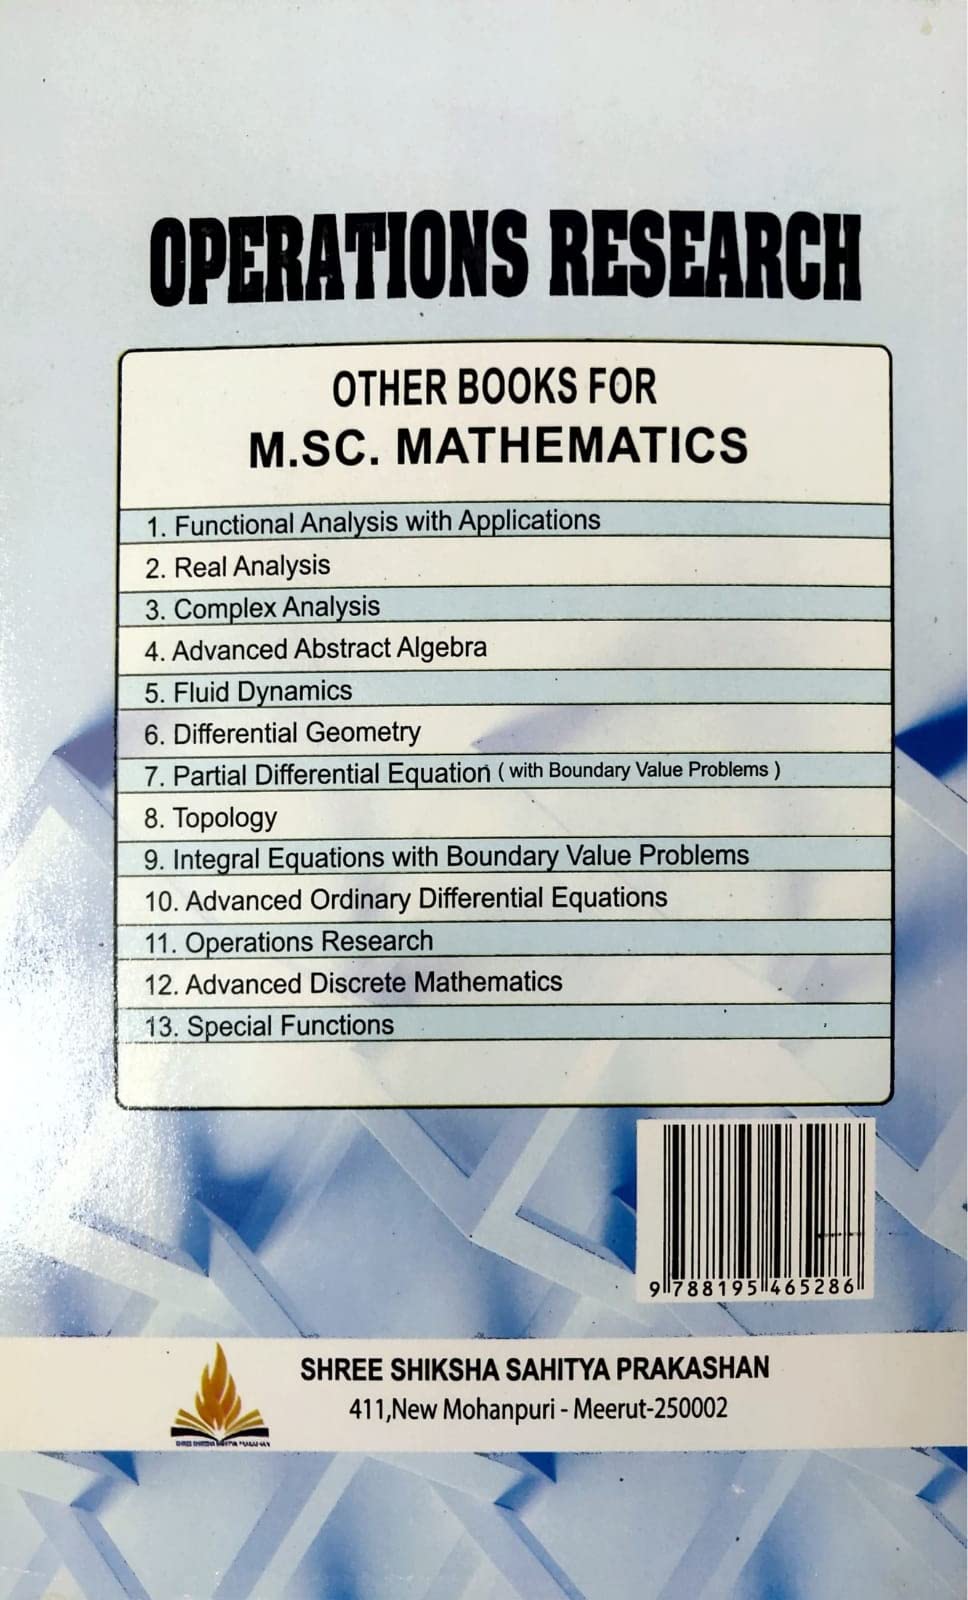 OPERATIONS RESEARCH
OTHER BOOKS FOR
M.SC. MATHEMATICS
1. Functional Analysis with Applications
2. Real Analysis
3. Complex Analysis
4. Advanced Abstract Algebra
5. Fluid Dynamics
6. Differential Geometry
7. Partial Differential Equation ( with Boundary Value Problems )
8. Topology
9. Integral Equations with Boundary Value Problems
10. Advanced Ordinary Differential Equations
11. Operations Research
12. Advanced Discrete Mathematics
13. Special Functions
9 788195 465286
SHREE SHIKSHA SAHITYA PRAKASHAN
411,New Mohanpuri - Meerut-250002